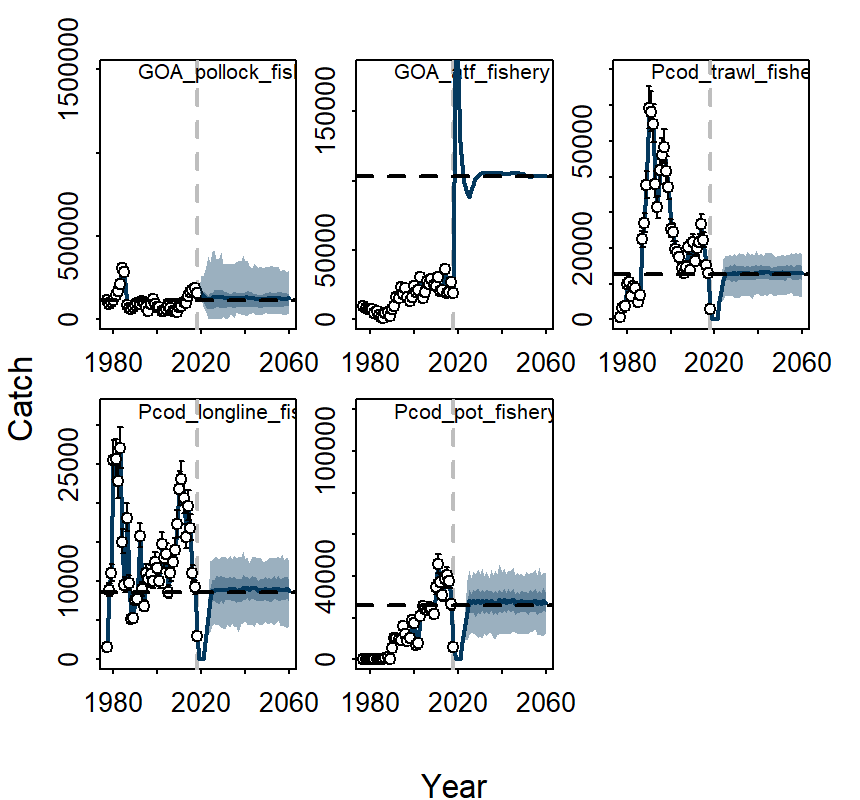 GOA_pollock_fis
GOA_atf_fishery
Pcod_trawl_fishe
1500000
500000
0
150000
50000
0
50000
20000
0
1980 2020 2060
1980 2020 2060
1980 2020 2060
Catch
Pcod_longline_fis
Pcod_pot_fishery
25000
10000
0
100000
40000
0
1980 2020 2060
1980 2020 2060
Year